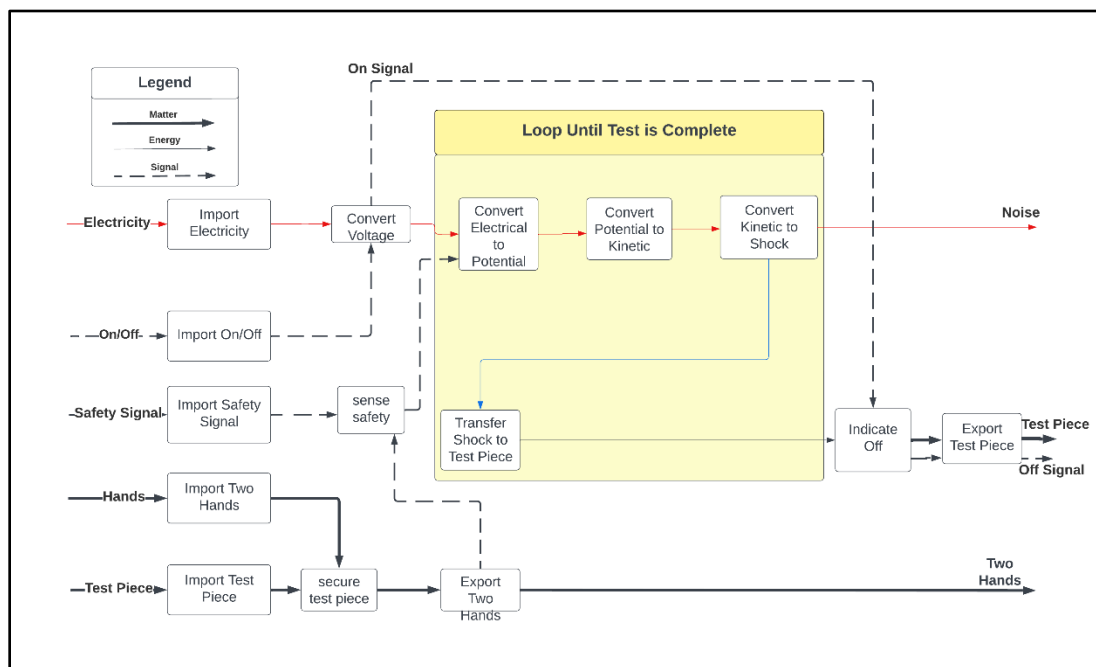 On Signal
Legend
Matter
Energy
Signal
Loop Until Test is Complete
Electricity
Import
Electricity
Convert
Voltage
Convert
Electrical
to
Potential
Convert
Potential to
Kinetic
Convert
Kinetic to
Shock
Noise
On/Off
Import On/Off
Safety Signal
Import Safety
Signal
sense
safety
Transfer
Shock to
Test Piece
Indicate
Off
Export
Test Piece
Test Piece
Off Signal
Hands
Import Two
Hands
Test Piece
Import Test
Piece
secure
test piece
Export
Two
Hands
Two
Hands